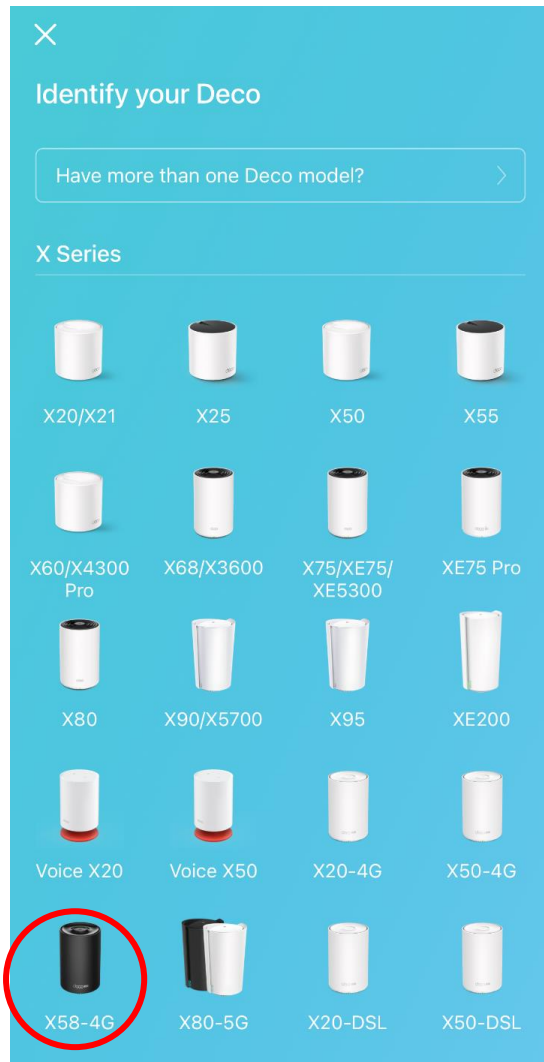 Identify your Deco
Have more than one Deco model?
X Series
X20/X21 X25 X50 X55
X60/X4300 Pro X68/X3600 X75/XE75/ XE5300 XE75 Pro
X80 X90/X5700 X95 XE200
Voice X20 Voice X50 X20-4G X50-4G
X58-4G X80-5G X20-DSL X50-DSL